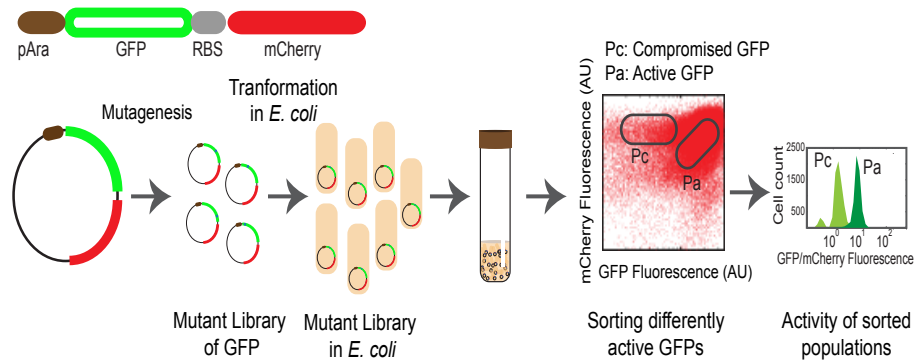 pAra GFP RBS mCherry
Mutagenesis
Tranformation
in E. coli
Mutant Library
of GFP
Mutant Library
in E. coli
Pc: Compromised GFP
Pa: Active GFP
mCherry Fluorescence (AU)
Pc
Pa
GFP Fluorescence (AU)
Sorting differently
active GFPs
Cell count
2500
1500
500
Pc Pa
10⁰ 10¹ 10²
GFP/mCherry Fluorescence
Activity of sorted
populations